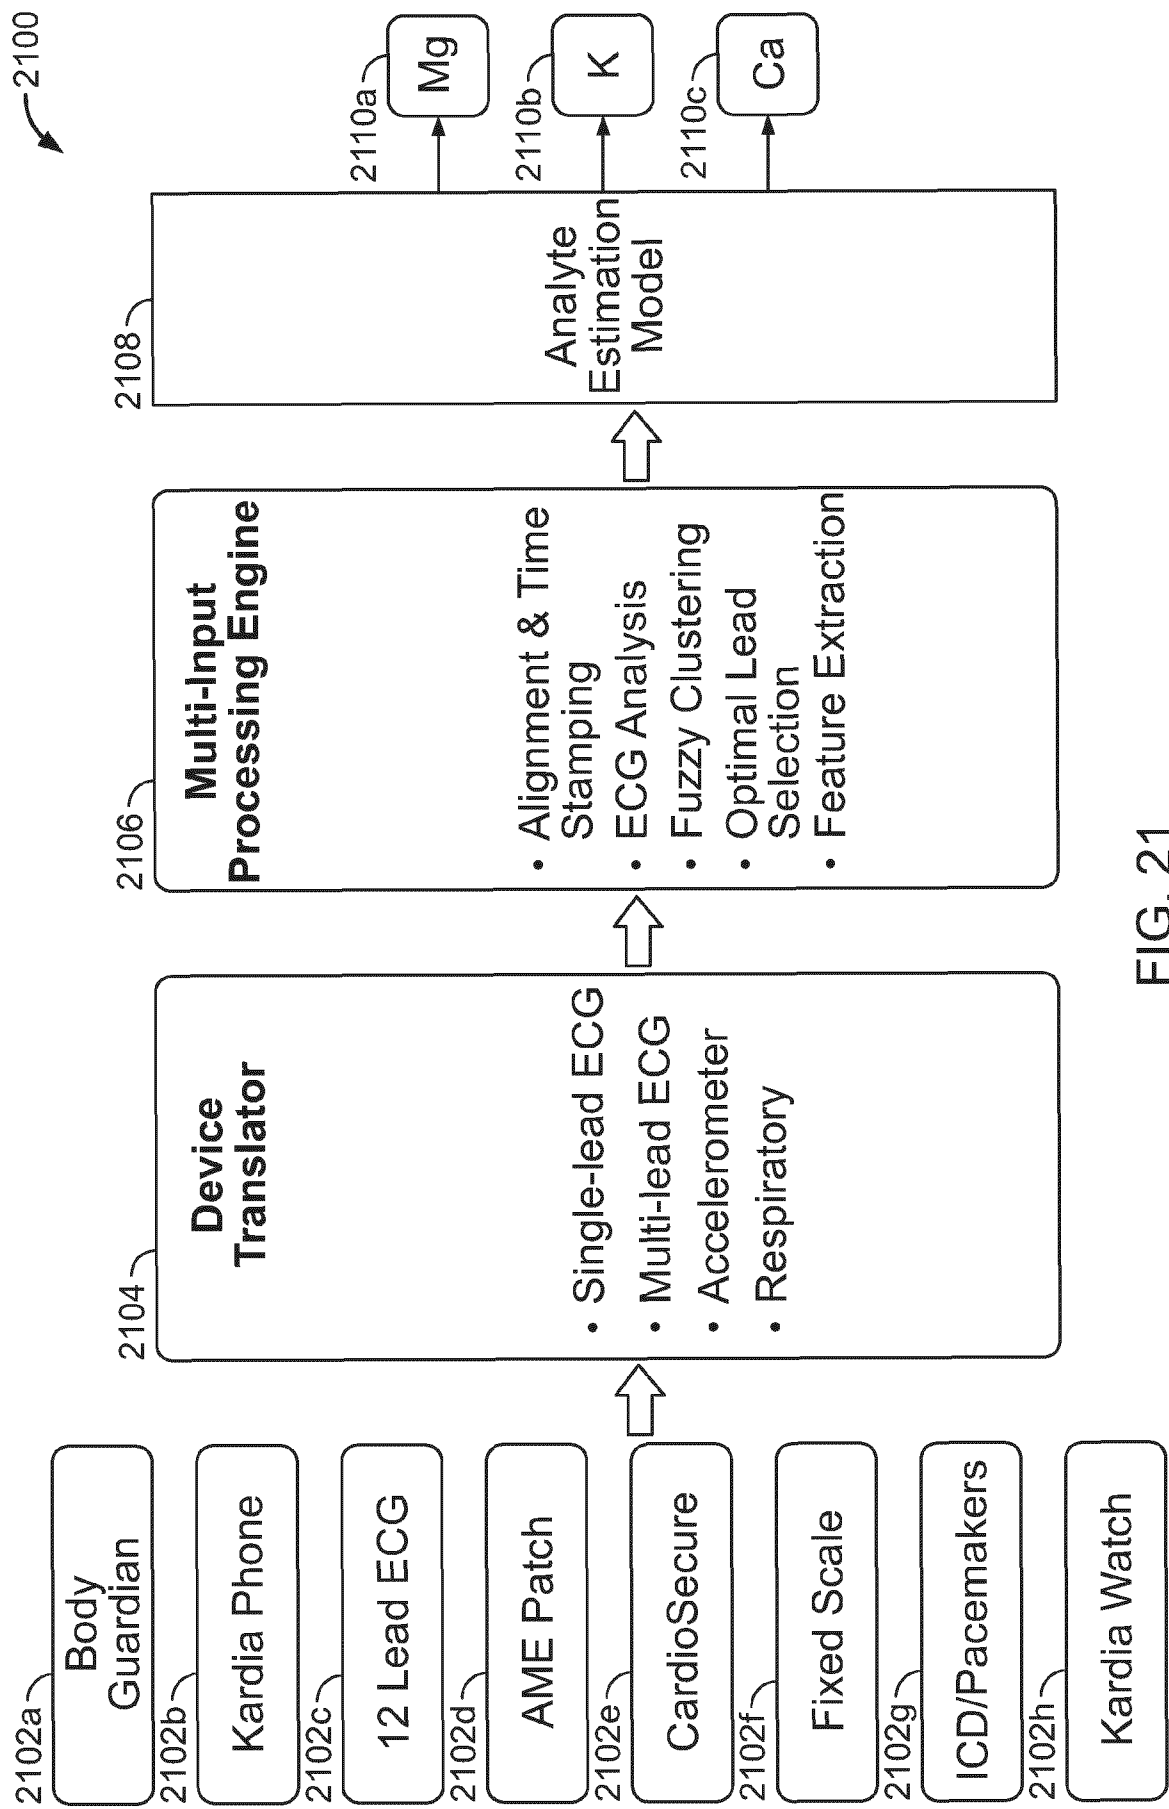 2100
2102a
Body
Guardian
2102b
Kardia Phone
2102c
12 Lead ECG
2102d
AME Patch
2102e
CardioSecure
2102f
Fixed Scale
2102g
ICD/Pacemakers
2102h
Kardia Watch
2104
Device
Translator
• Single-lead ECG
• Multi-lead ECG
• Accelerometer
• Respiratory
2106
Multi-Input
Processing Engine
• Alignment & Time
Stamping
• ECG Analysis
• Fuzzy Clustering
• Optimal Lead
Selection
• Feature Extraction
2108
Analyte
Estimation
Model
2110a
Mg
2110b
K
2110c
Ca
FIG. 21